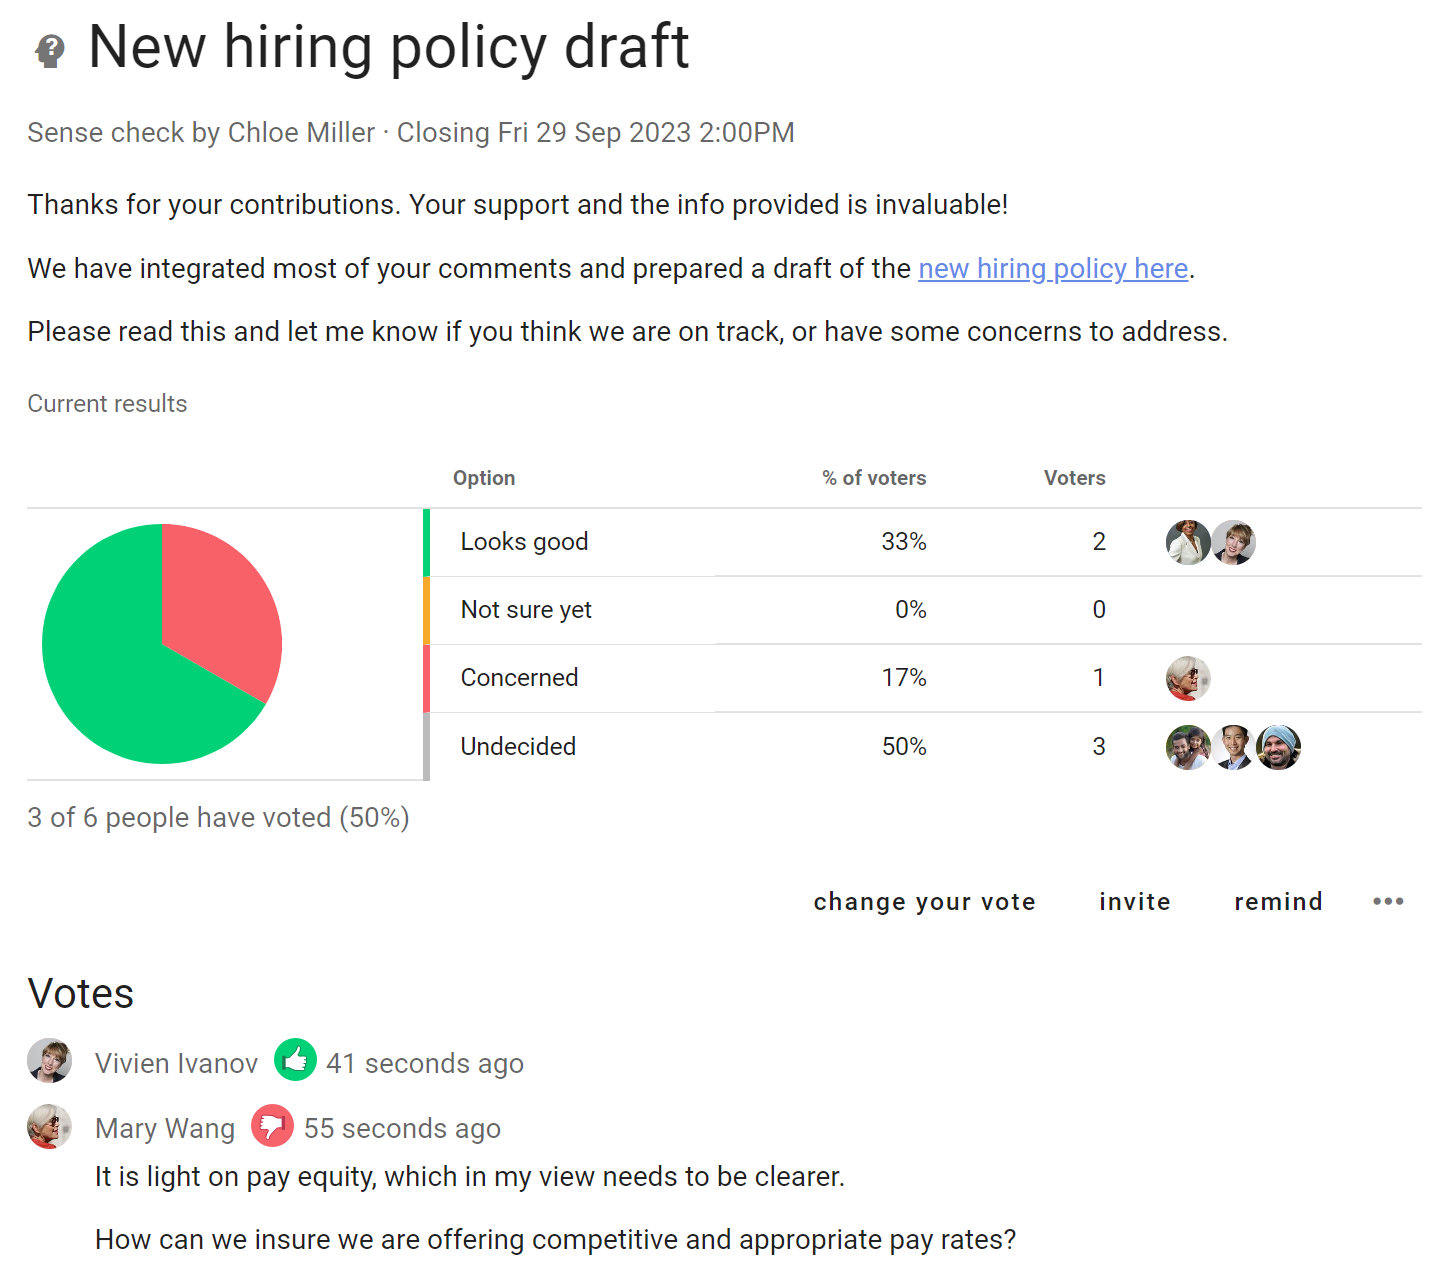 New hiring policy draft
Sense check by Chloe Miller · Closing Fri 29 Sep 2023 2:00PM
Thanks for your contributions. Your support and the info provided is invaluable!
We have integrated most of your comments and prepared a draft of the new hiring policy here.
Please read this and let me know if you think we are on track, or have some concerns to address.
Current results
Option % of voters Voters
Looks good 33% 2
Not sure yet 0% 0
Concerned 17% 1
Undecided 50% 3
3 of 6 people have voted (50%)
change your vote invite remind •••
Votes
Vivien Ivanov 41 seconds ago
Mary Wang 55 seconds ago
It is light on pay equity, which in my view needs to be clearer.
How can we insure we are offering competitive and appropriate pay rates?